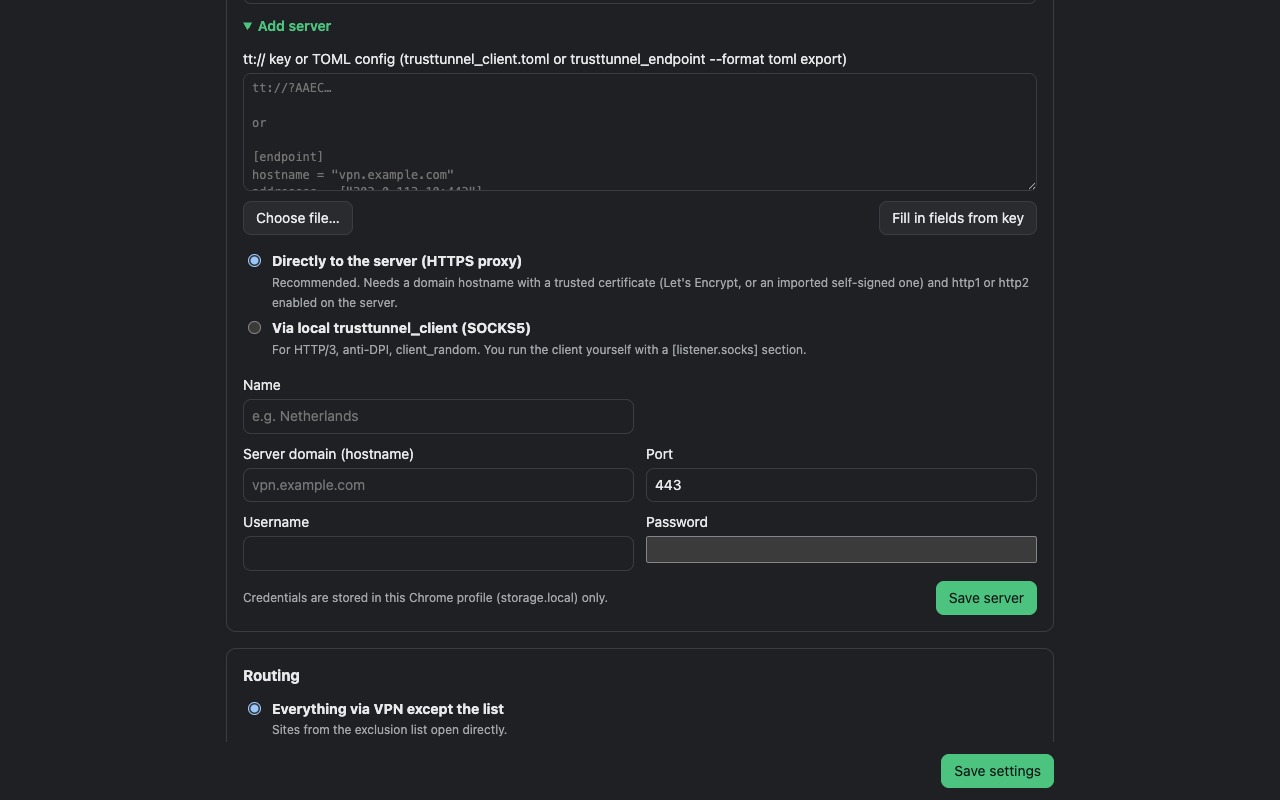 ▼ Add server
tt:// key or TOML config (trusttunnel_client.toml or trusttunnel_endpoint --format toml export)
tt://?AAEC…
or
[endpoint]
hostname = "vpn.example.com"
Choose file...
Fill in fields from key
Directly to the server (HTTPS proxy)
Recommended. Needs a domain hostname with a trusted certificate (Let's Encrypt, or an imported self-signed one) and http1 or http2
enabled on the server.
Via local trusttunnel_client (SOCKS5)
For HTTP/3, anti-DPI, client_random. You run the client yourself with a [listener.socks] section.
Name
e.g. Netherlands
Server domain (hostname)
Port
vpn.example.com
443
Username
Password
Credentials are stored in this Chrome profile (storage.local) only.
Save server
Routing
Everything via VPN except the list
Sites from the exclusion list open directly.
Save settings